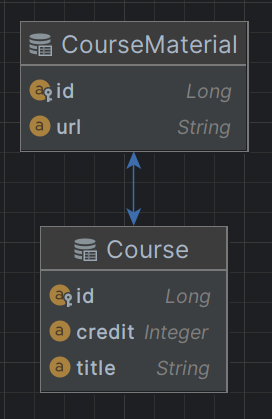 CourseMaterial
id Long
url String
Course
id Long
credit Integer
title String